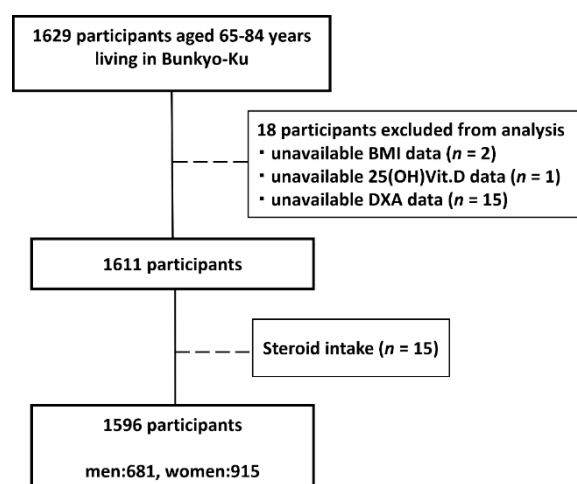 1629 participants aged 65-84 years
living in Bunkyo-Ku
18 participants excluded from analysis
・unavailable BMI data (n = 2)
・unavailable 25(OH)Vit.D data (n = 1)
・unavailable DXA data (n = 15)
1611 participants
Steroid intake (n = 15)
1596 participants
men:681, women:915